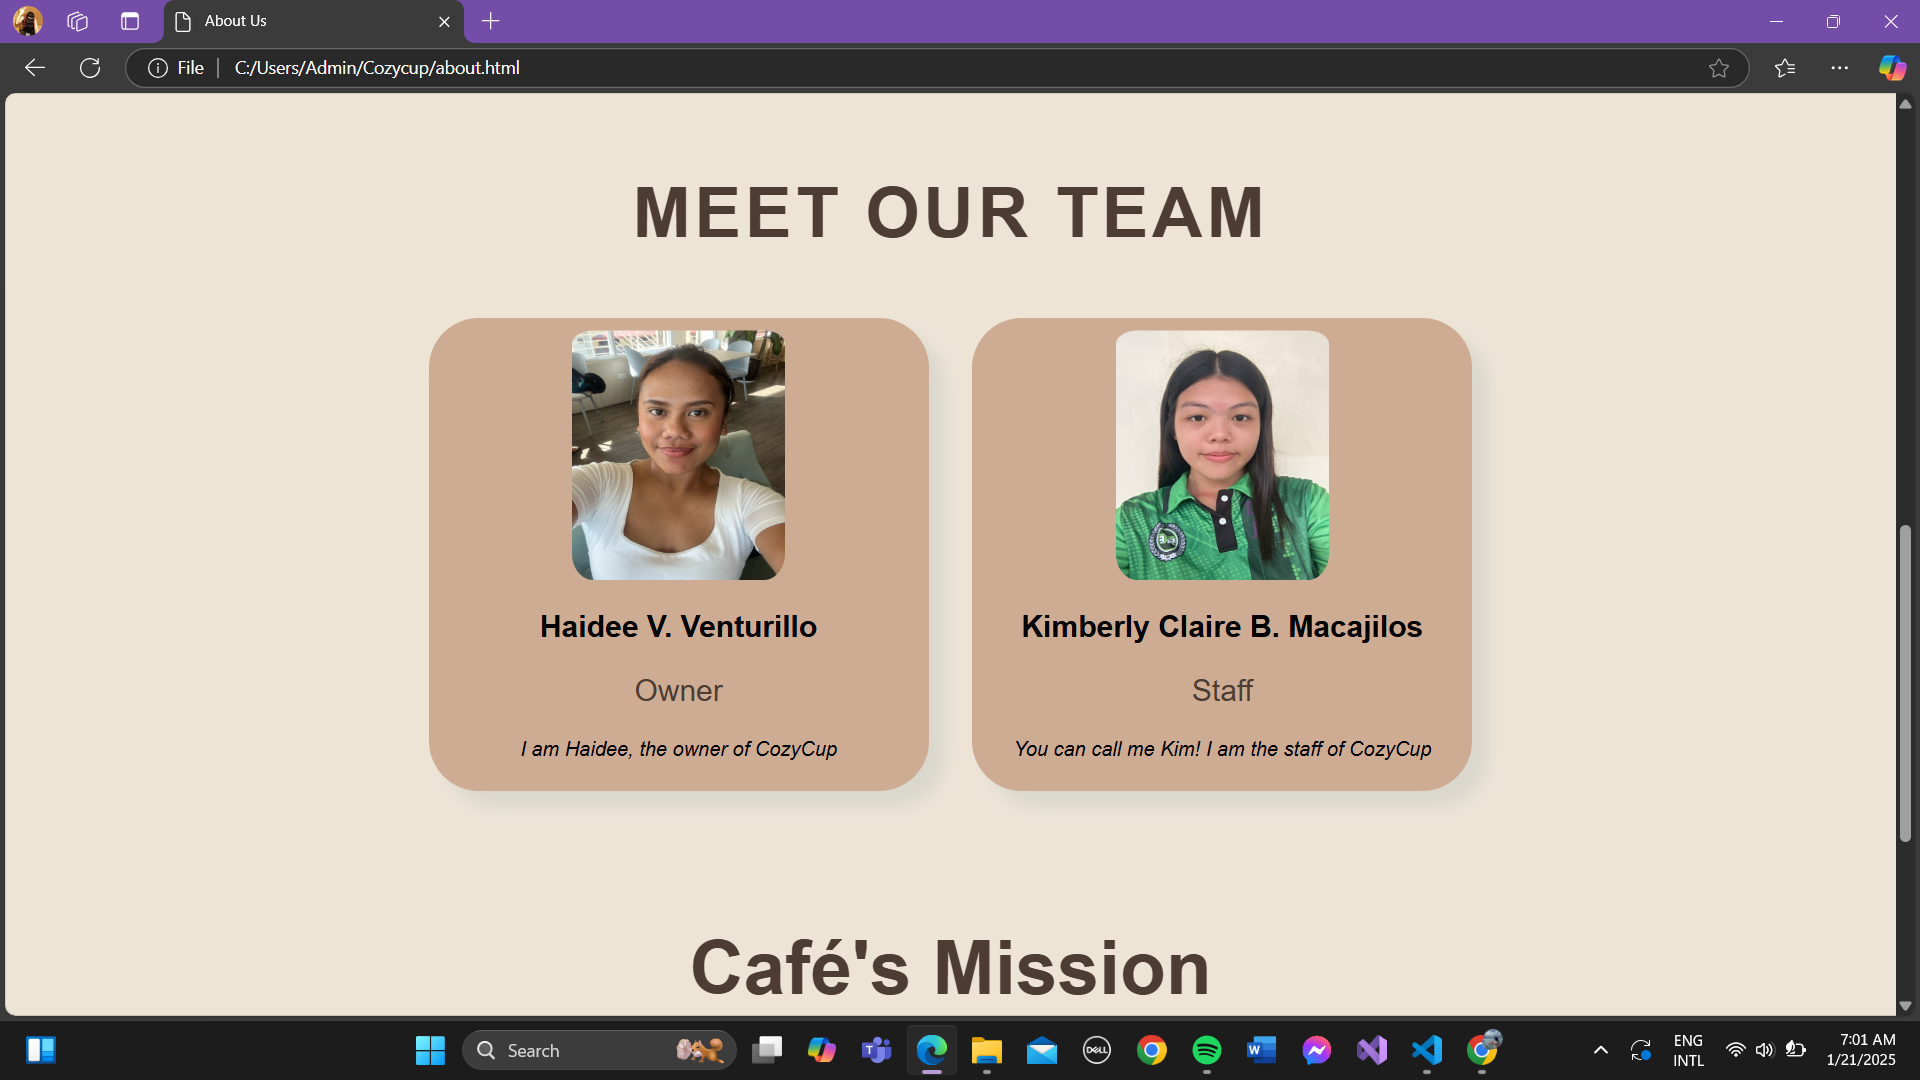 About Us
File
C:/Users/Admin/Cozycup/about.html
MEET OUR TEAM
Haidee V. Venturillo
Owner
I am Haidee, the owner of CozyCup
Kimberly Claire B. Macajilos
Staff
You can call me Kim! I am the staff of CozyCup
Café's Mission
Search
DELL
ENG
INTL
7:01 AM
1/21/2025